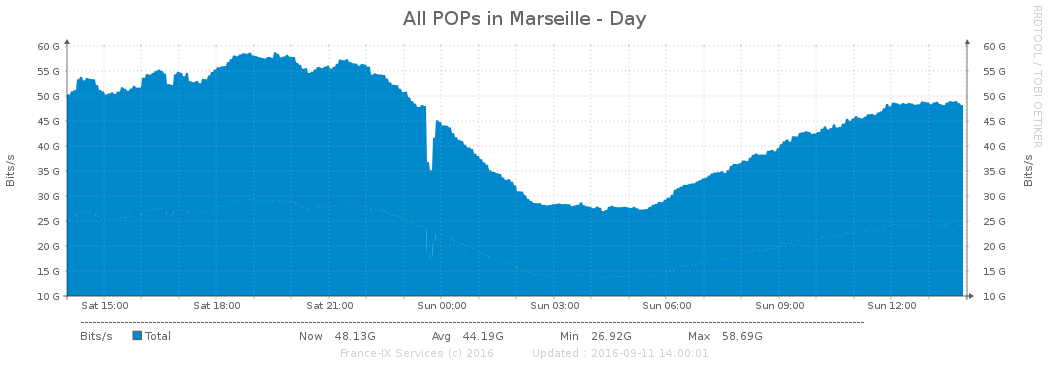 All POPs in Marseille - Day
RRDTOOL / TOBI OETIKER
60 G 60 G
55 G 55 G
50 G 50 G
45 G 45 G
40 G 40 G
35 G 35 G
30 G 30 G
25 G 25 G
20 G 20 G
15 G 15 G
10 G 10 G
Bits/s
Bits/s
Sat 15:00 Sat 18:00 Sat 21:00 Sun 00:00 Sun 03:00 Sun 06:00 Sun 09:00 Sun 12:00
Bits/s Total Now 48.13G Avg 44.19G Min 26.92G Max 58.69G
France-IX Services (c) 2016 Updated : 2016-09-11 14:00:01